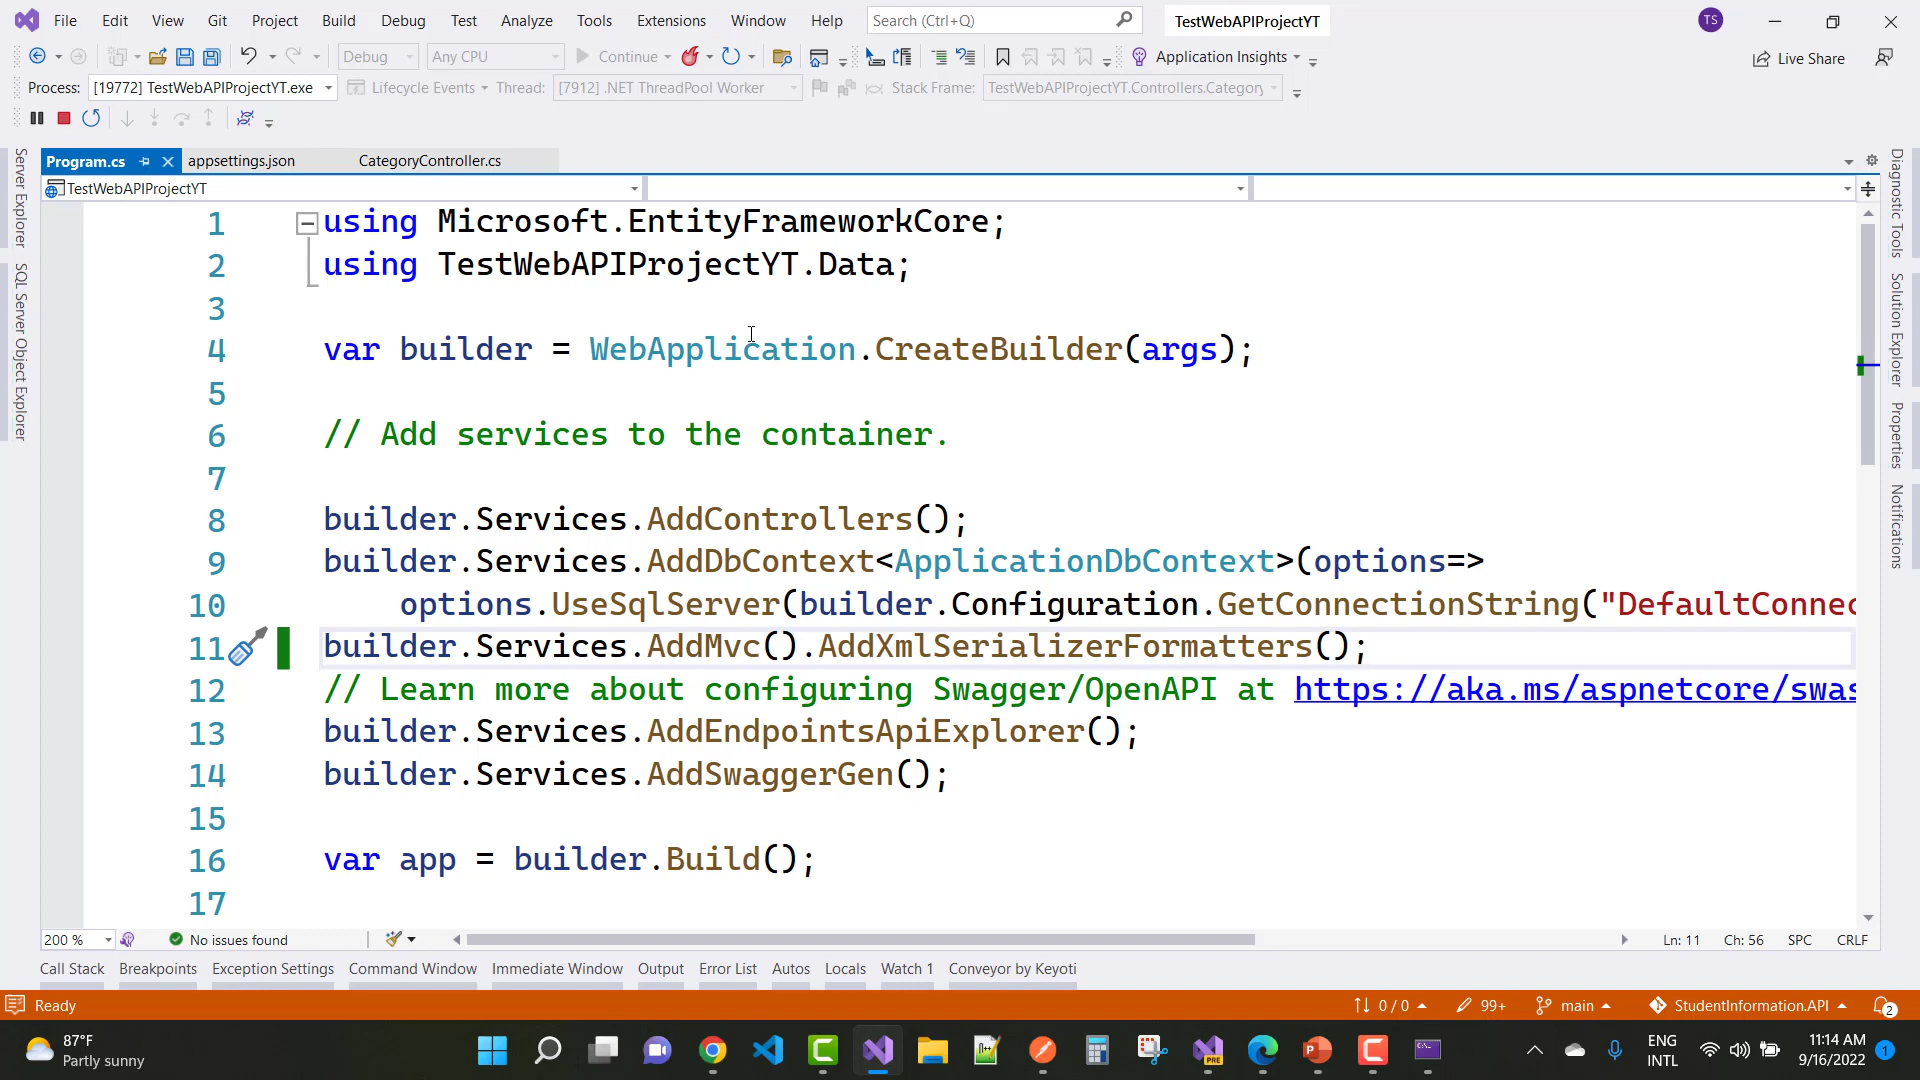 File Edit View Git Project Build Debug Test Analyze Tools Extensions Window Help Search (Ctrl+Q) TestWebAPIProjectYT TS
Debug Any CPU Continue Application Insights Live Share
Process: [19772] TestWebAPIProjectYT.exe Lifecycle Events Thread: [7912] .NET ThreadPool Worker Stack Frame: TestWebAPIProjectYT.Controllers.Category
Program.cs appsettings.json CategoryController.cs
TestWebAPIProjectYT
Server Explorer
SQL Server Object Explorer
1 using Microsoft.EntityFrameworkCore;
2 using TestWebAPIProjectYT.Data;
3
4 var builder = WebApplication.CreateBuilder(args);
5
6 // Add services to the container.
7
8 builder.Services.AddControllers();
9 builder.Services.AddDbContext<ApplicationDbContext>(options=>
10 options.UseSqlServer(builder.Configuration.GetConnectionString("DefaultConnec
11 builder.Services.AddMvc().AddXmlSerializerFormatters();
12 // Learn more about configuring Swagger/OpenAPI at https://aka.ms/aspnetcore/swas
13 builder.Services.AddEndpointsApiExplorer();
14 builder.Services.AddSwaggerGen();
15
16 var app = builder.Build();
17
Diagnostic Tools
Solution Explorer
Properties
Notifications
200 % No issues found Ln: 11 Ch: 56 SPC CRLF
Call Stack Breakpoints Exception Settings Command Window Immediate Window Output Error List Autos Locals Watch 1 Conveyor by Keyoti
Ready 0 / 0 99+ main StudentInformation.API 2
87°F
Partly sunny
PRE
ENG
INTL
11:14 AM
9/16/2022
1